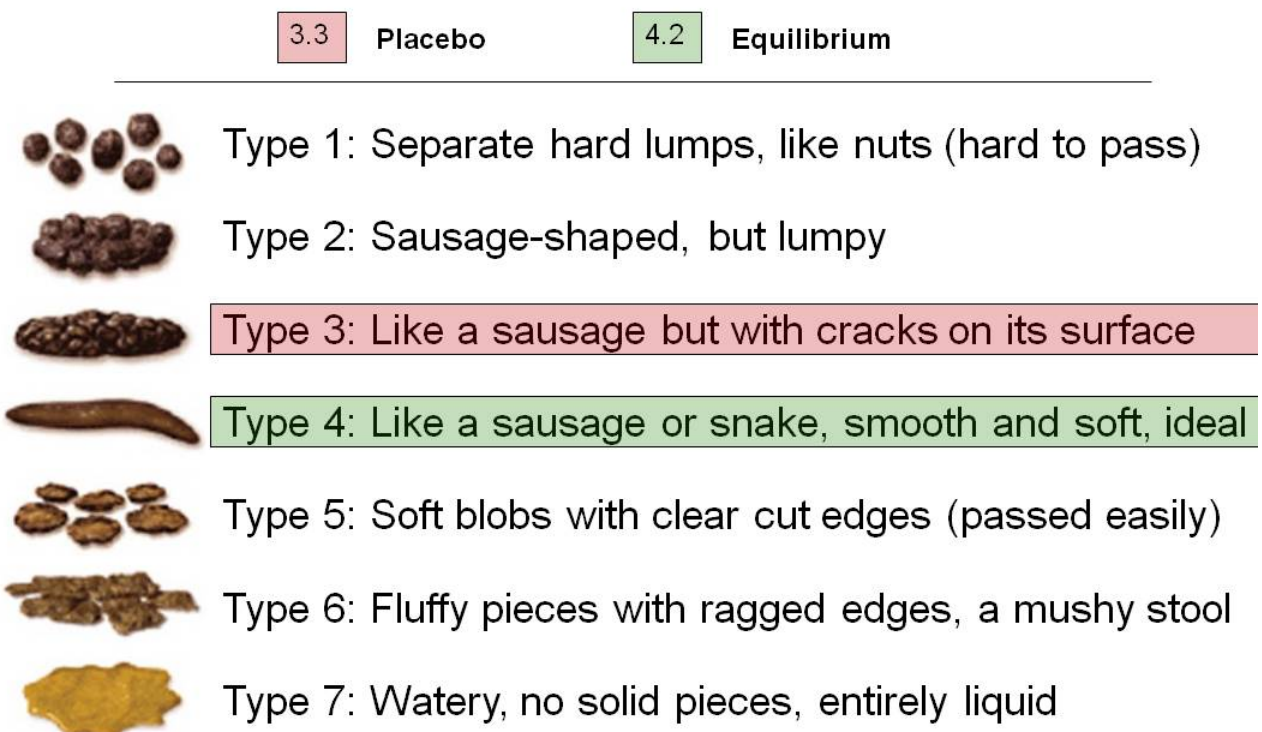 3.3 Placebo 4.2 Equilibrium
Type 1: Separate hard lumps, like nuts (hard to pass)
Type 2: Sausage-shaped, but lumpy
Type 3: Like a sausage but with cracks on its surface
Type 4: Like a sausage or snake, smooth and soft, ideal
Type 5: Soft blobs with clear cut edges (passed easily)
Type 6: Fluffy pieces with ragged edges, a mushy stool
Type 7: Watery, no solid pieces, entirely liquid